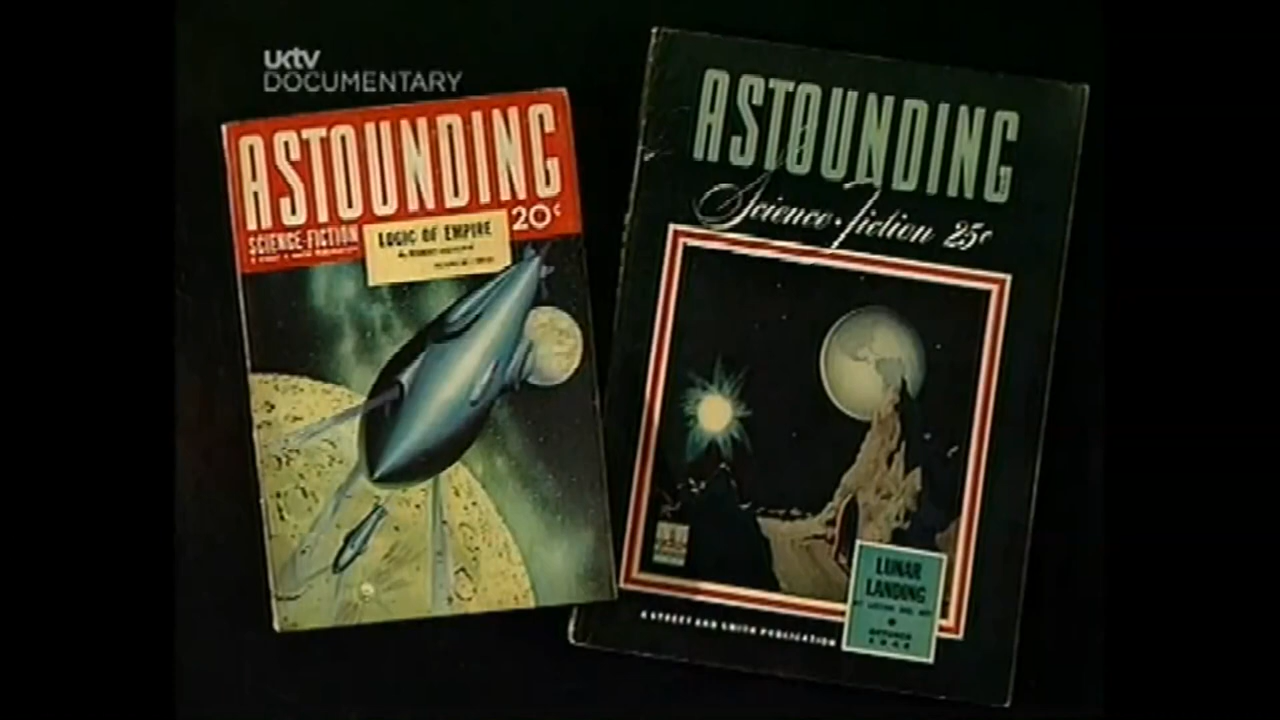 uktv
DOCUMENTARY
ASTOUNDING
SCIENCE-FICTION
20¢
LOGIC OF EMPIRE
ASTOUNDING
Science-fiction 25¢
LUNAR
LANDING
OCTOBER
A STREET AND SMITH PUBLICATION